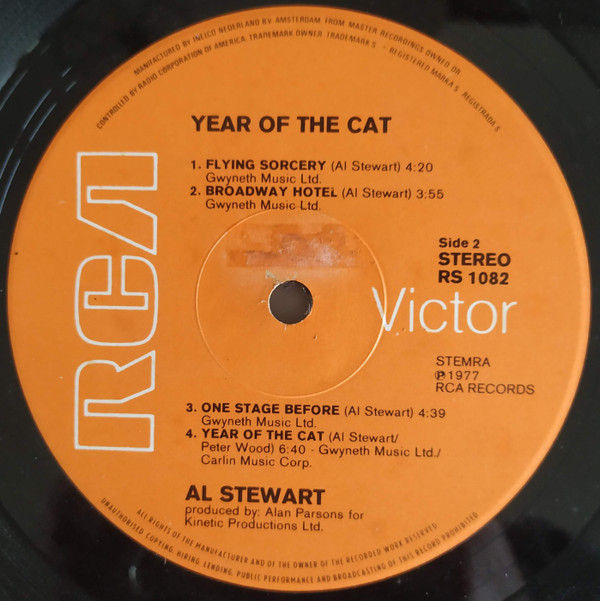 MANUFACTURED BY INELCO NEDERLAND B.V. AMSTERDAM, FROM MASTER RECORDINGS OWNED OR
CONTROLLED BY RADIO CORPORATION OF AMERICA. TRADEMARK OWNER TRADEMARKS - REGISTERED MARKAS REGISTRADAS
YEAR OF THE CAT
1. FLYING SORCERY (Al Stewart) 4:20
Gwyneth Music Ltd.
2. BROADWAY HOTEL (Al Stewart) 3:55
Gwyneth Music Ltd.
RCA
Side 2
STEREO
RS 1082
Victor
STEMRA
℗ 1977
RCA RECORDS
3. ONE STAGE BEFORE (Al Stewart) 4:39
Gwyneth Music Ltd.
4. YEAR OF THE CAT (Al Stewart/
Peter Wood) 6:40 - Gwyneth Music Ltd./
Carlin Music Corp.
AL STEWART
produced by: Alan Parsons for
Kinetic Productions Ltd.
ALL RIGHTS OF THE MANUFACTURER AND OF THE OWNER OF THE RECORDED WORK RESERVED
UNAUTHORISED COPYING, HIRING, LENDING, PUBLIC PERFORMANCE AND BROADCASTING OF THIS RECORD PROHIBITED